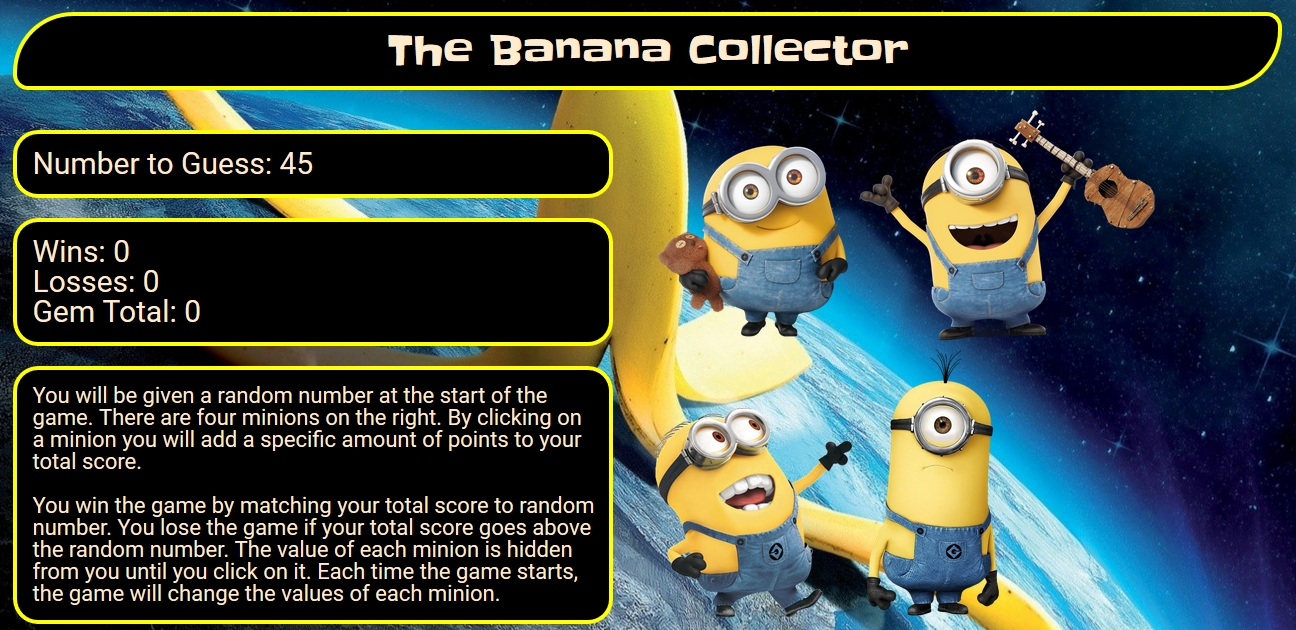 The Banana Collector
Number to Guess: 45
Wins: 0
Losses: 0
Gem Total: 0
You will be given a random number at the start of the
game. There are four minions on the right. By clicking on
a minion you will add a specific amount of points to your
total score.
You win the game by matching your total score to random
number. You lose the game if your total score goes above
the random number. The value of each minion is hidden
from you until you click on it. Each time the game starts,
the game will change the values of each minion.